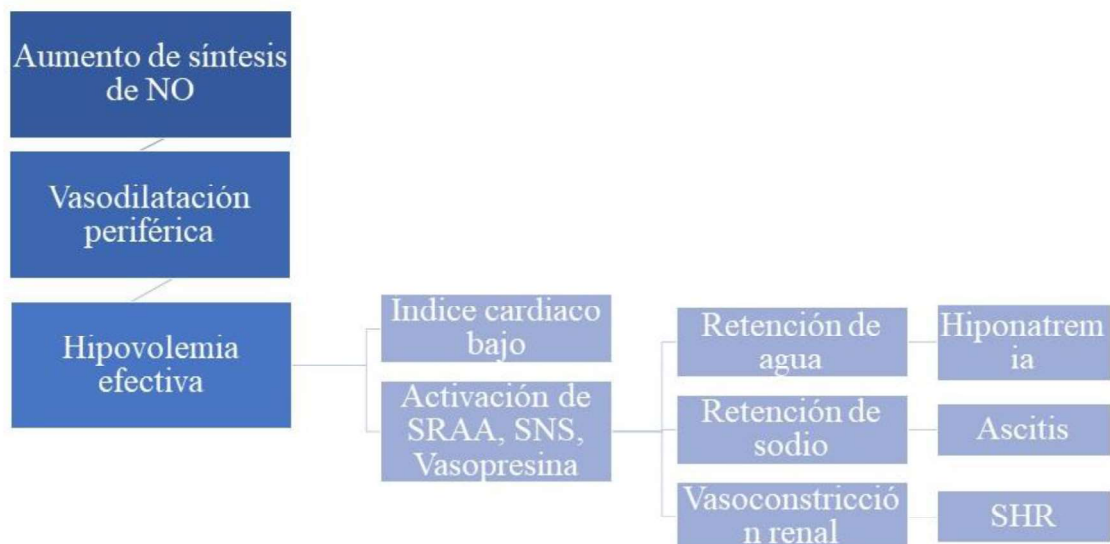 Aumento de síntesis
de NO
Vasodilatación
periférica
Hipovolemia
efectiva
Indice cardiaco
bajo
Activación de
SRAA, SNS,
Vasopresina
Retención de
agua
Hiponatrem
ia
Retención de
sodio
Ascitis
Vasoconstricció
n renal
SHR